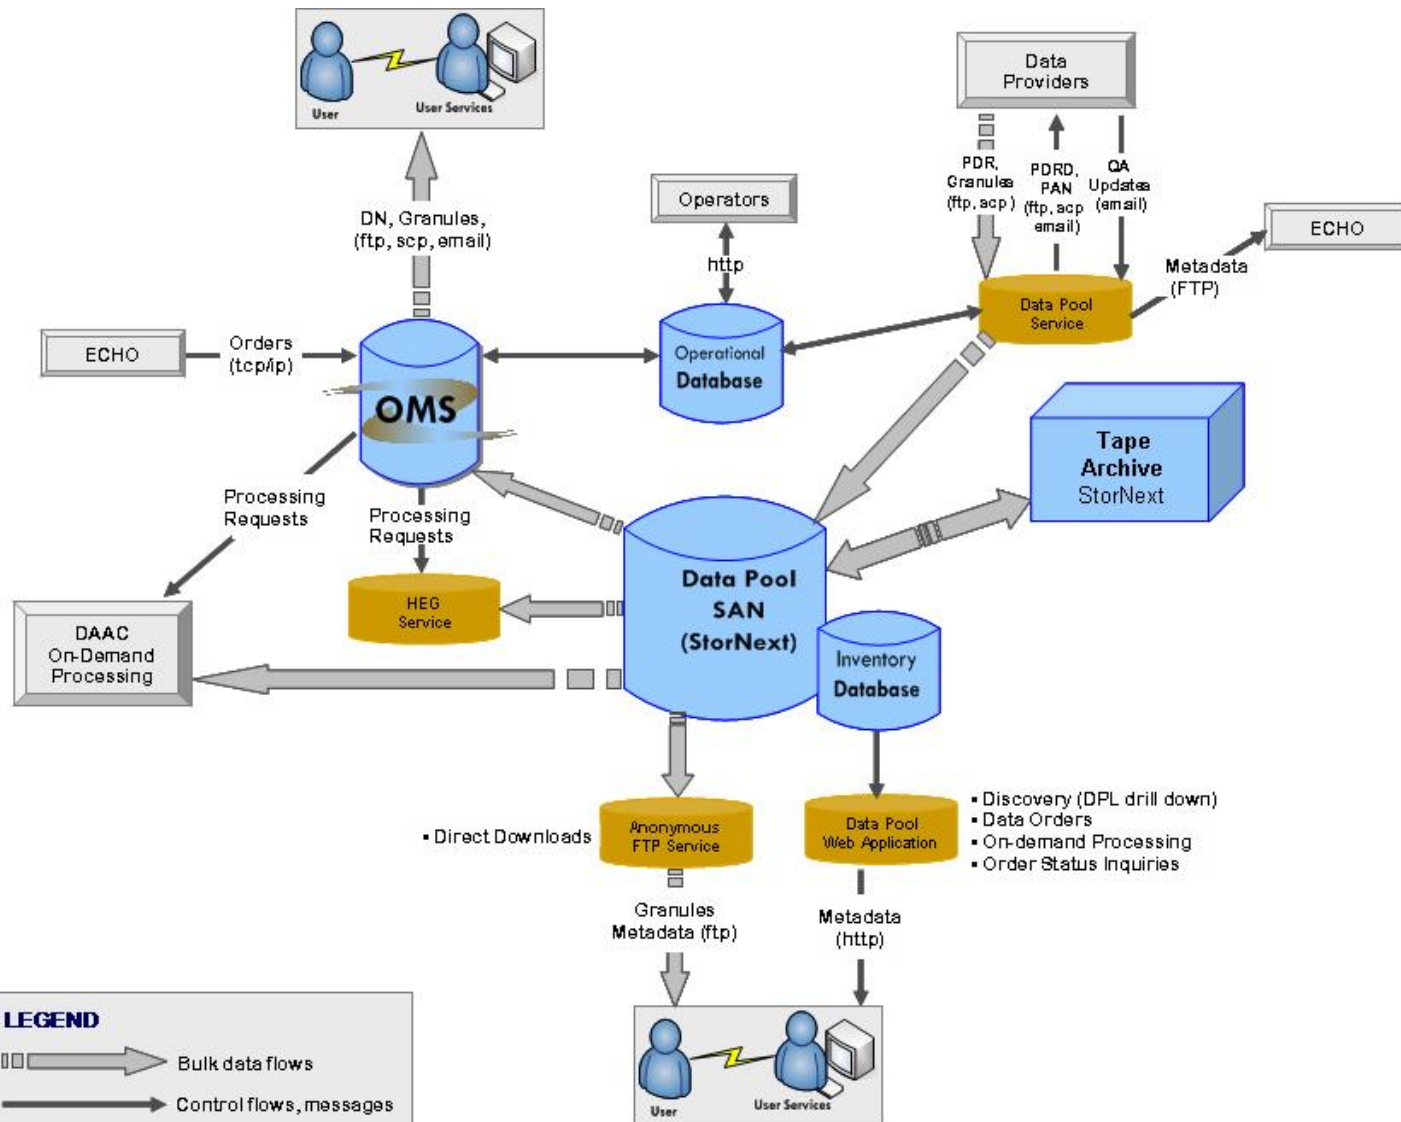 User
User Services
Data
Providers
PDR,
Granules
(ftp, scp)
PDRD,
PAN
(ftp, scp
email)
QA
Updates
(email)
Operators
DN, Granules,
(ftp, scp, email)
http
ECHO
Metadata
(FTP)
Data Pool
Service
ECHO
Orders
(tcp/ip)
Operational
Database
OMS
Tape
Archive
StorNext
Processing
Requests
Processing
Requests
Data Pool
SAN
(StorNext)
HEG
Service
DAAC
On-Demand
Processing
Inventory
Database
▪ Direct Downloads
Anonymous
FTP Service
Data Pool
Web Application
▪ Discovery (DPL drill down)
▪ Data Orders
▪ On-demand Processing
▪ Order Status Inquiries
Granules
Metadata (ftp)
Metadata
(http)
LEGEND
Bulk data flows
Control flows, messages
User
User Services